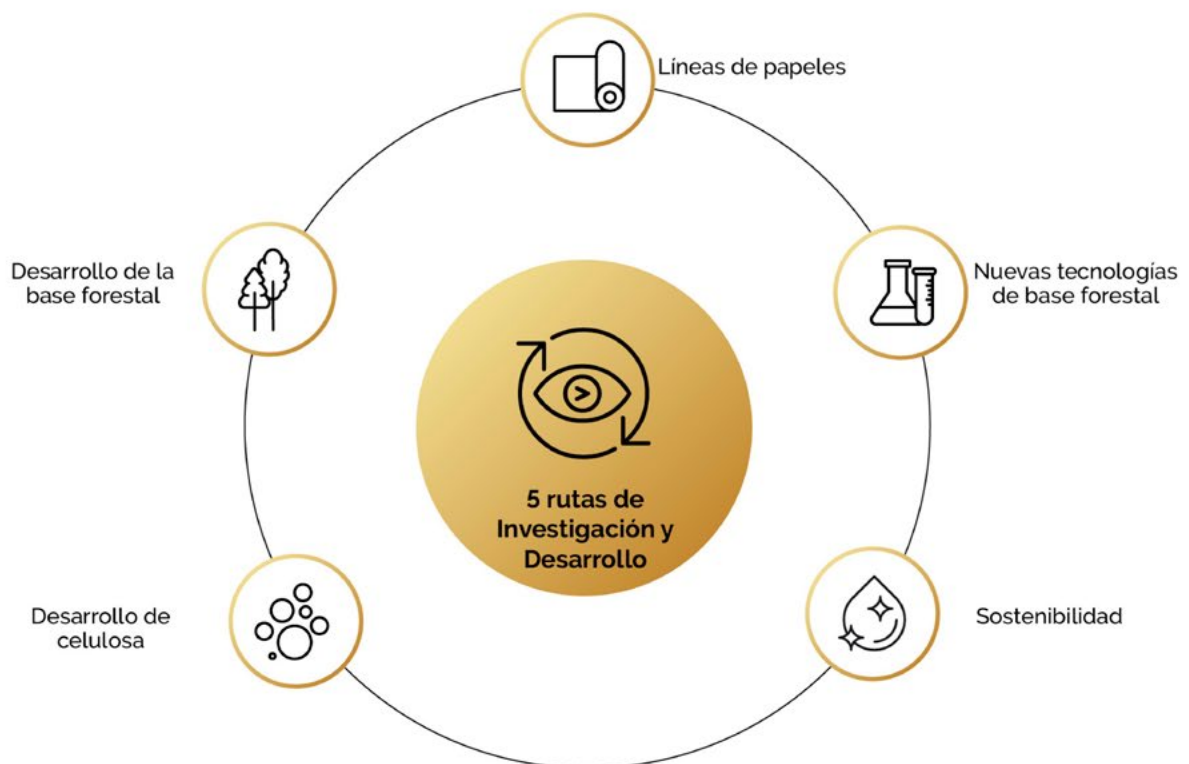 Líneas de papeles
Desarrollo de la
base forestal
Nuevas tecnologías
de base forestal
5 rutas de
Investigación y
Desarrollo
Desarrollo de
celulosa
Sostenibilidad